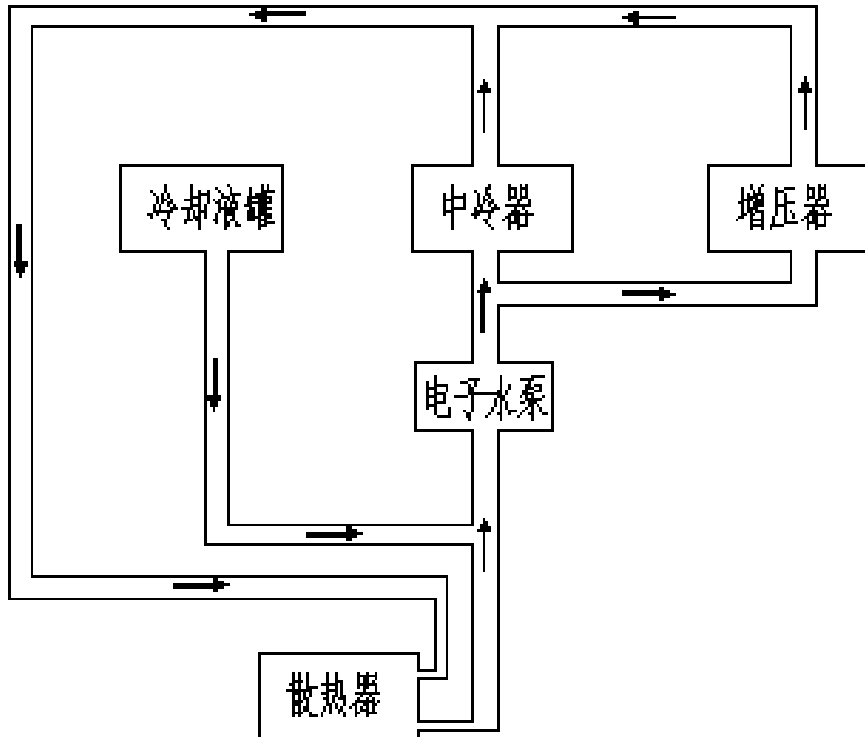 冷却液罐
中冷器
增压器
电子水泵
散热器